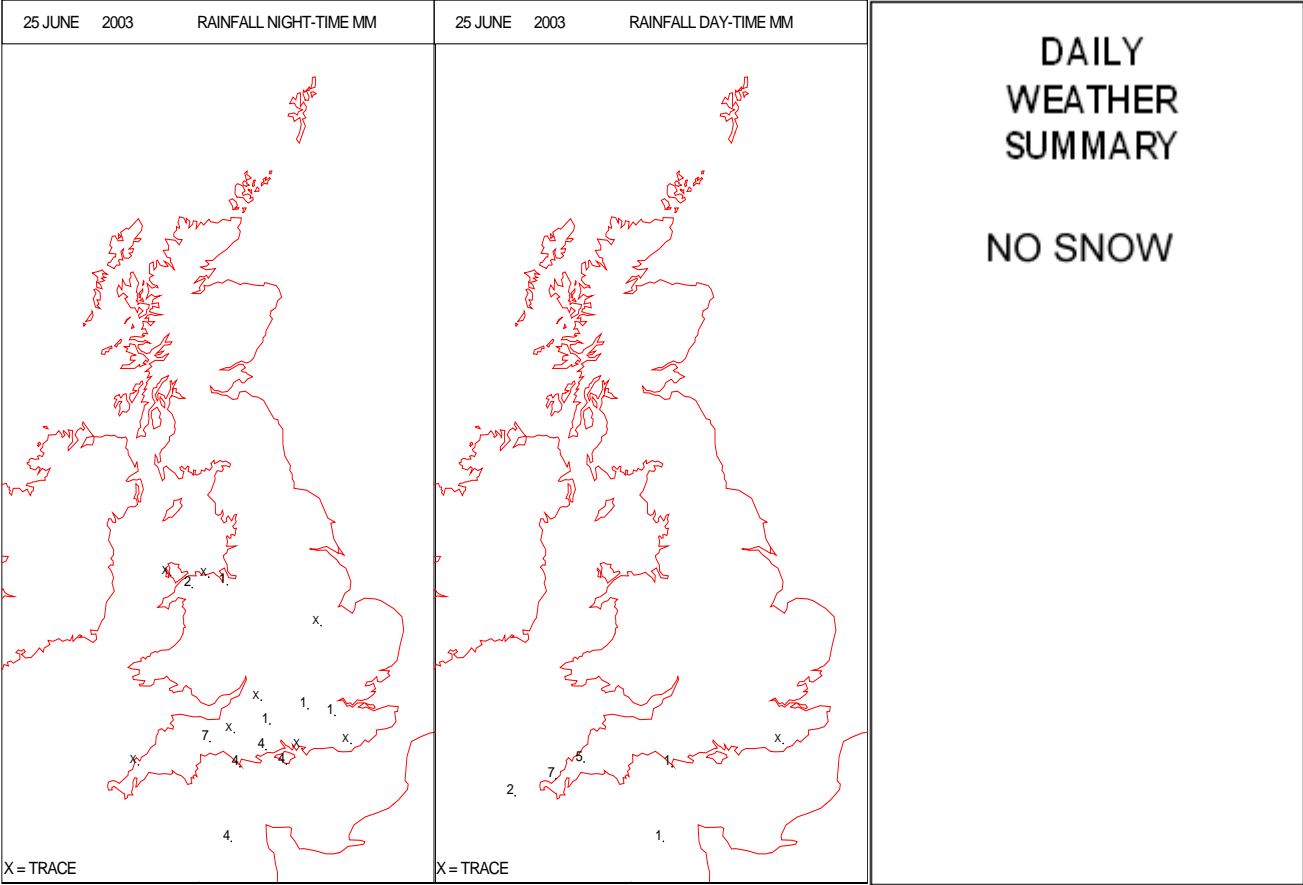 25 JUNE 2003 RAINFALL NIGHT-TIME MM
X.
2. X. 1.
X.
X.
1. 1.
1.
X.
7. 4. X. X.
X. 4. 4.
4.
X = TRACE
25 JUNE 2003 RAINFALL DAY-TIME MM
X.
5. 1.
7.
2.
1.
X = TRACE
DAILY
WEATHER
SUMMARY
NO SNOW